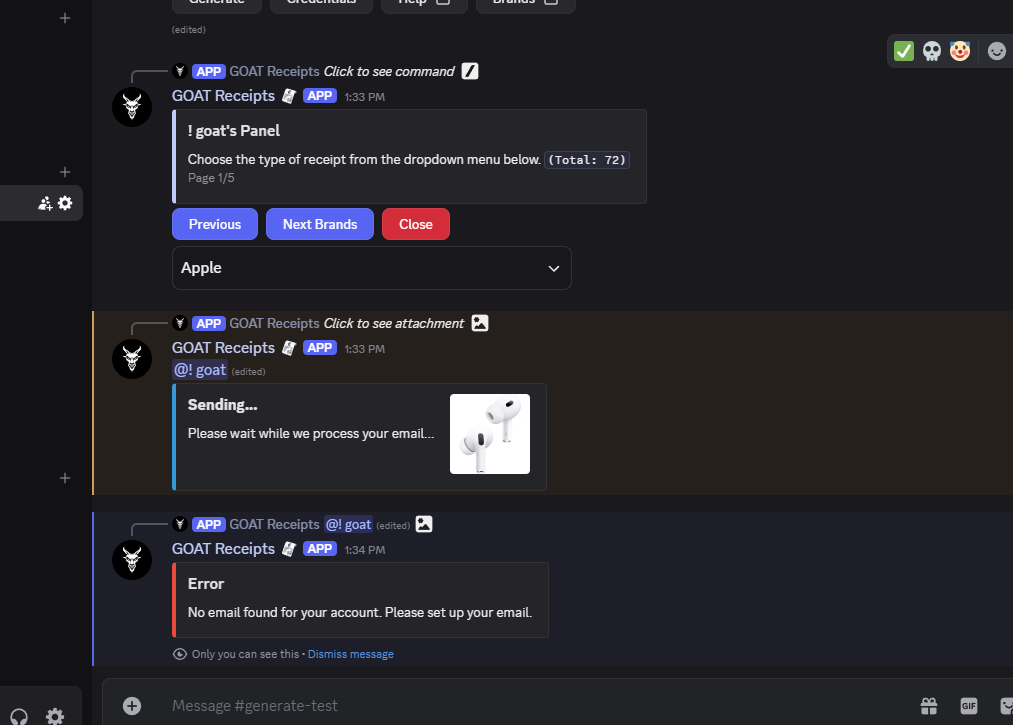 Generate Credentials Help Brands
(edited)
APP GOAT Receipts Click to see command
GOAT Receipts APP 1:33 PM
! goat's Panel
Choose the type of receipt from the dropdown menu below. (Total: 72)
Page 1/5
Previous Next Brands Close
Apple
APP GOAT Receipts Click to see attachment
GOAT Receipts APP 1:33 PM
@! goat (edited)
Sending...
Please wait while we process your email...
APP GOAT Receipts @! goat (edited)
GOAT Receipts APP 1:34 PM
Error
No email found for your account. Please set up your email.
Only you can see this • Dismiss message
Message #generate-test GIF